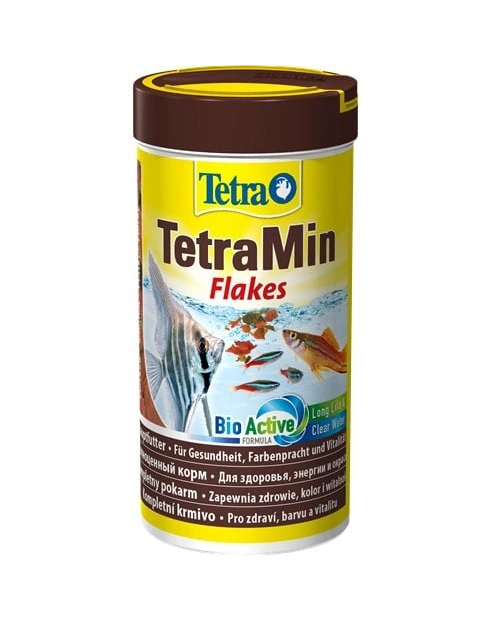 Tetra
TetraMin
Flakes
Bio Active
FORMULA
Long Life &
Clear Water
• Für Gesundheit, Farbenpracht und Vitalität
корм • Для здоровья, энергии и
pokarm • Zapewnia zdrowie, kolor i witalność
krmivo • Pro zdraví, barvu a vitalitu